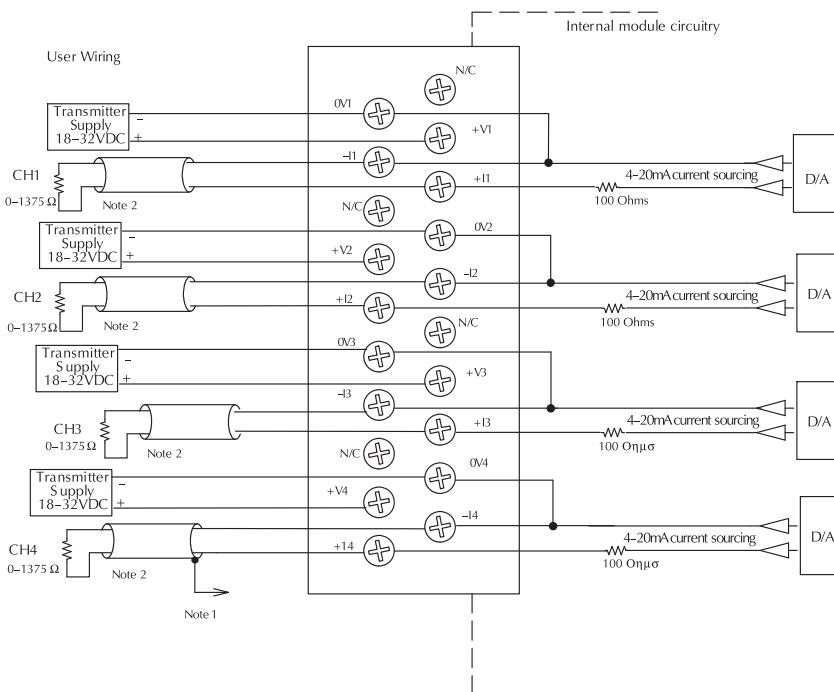 Internal module circuitry
User Wiring
N/C
0V1
Transmitter
Supply
18–32VDC
–
+
+V1
–I1
CH1
0–1375 Ω
Note 2
+I1
4–20mA current sourcing
100 Ohms
D/A
N/C
Transmitter
Supply
18–32VDC
–
+
0V2
+V2
–I2
CH2
0–1375 Ω
Note 2
+I2
4–20mA current sourcing
100 Ohms
D/A
N/C
0V3
Transmitter
Supply
18–32VDC
–
+
+V3
–I3
CH3
0–1375 Ω
Note 2
+I3
4–20mA current sourcing
100 Οημσ
D/A
N/C
0V4
Transmitter
Supply
18–32VDC
–
+
+V4
–I4
CH4
0–1375 Ω
Note 2
+14
4–20mA current sourcing
100 Οημσ
D/A
Note 1